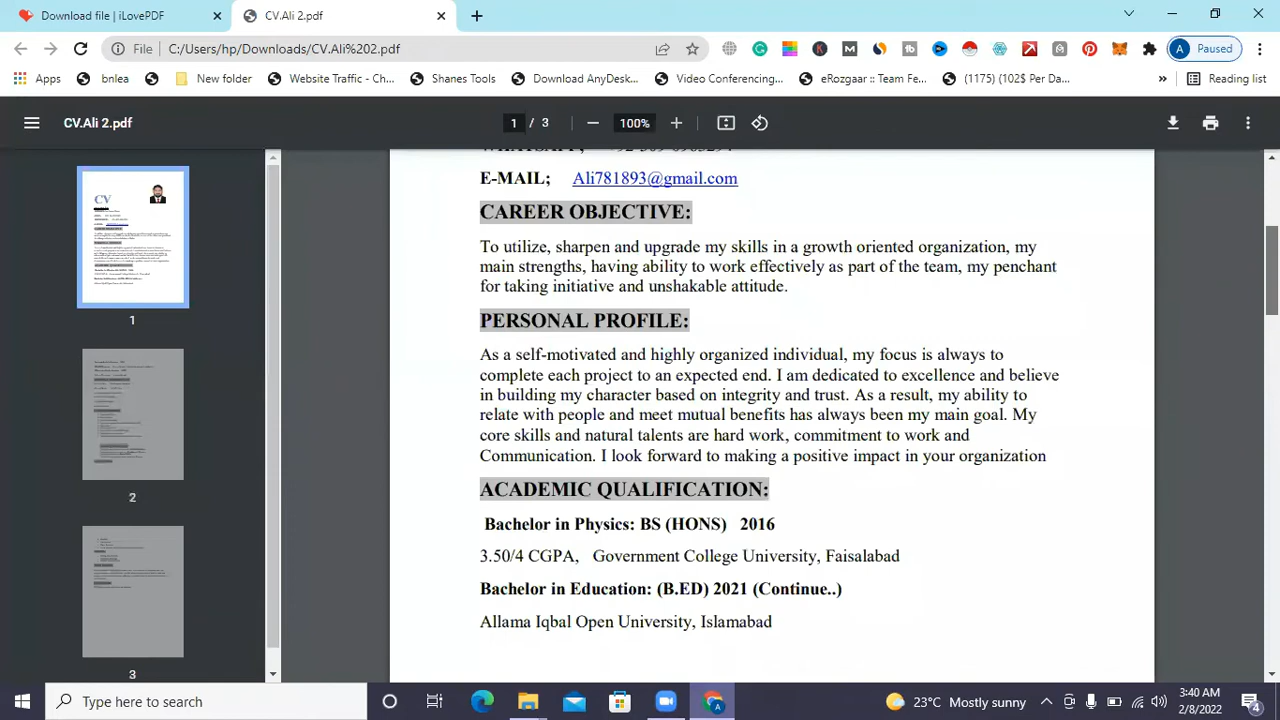 Download file | iLovePDF
CV.Ali 2.pdf
File
C:/Users/hp/Downloads/CV.Ali%202.pdf
A
Paused
Apps
bnlea
New folder
Website Traffic - Ch...
Shanes Tools
Download AnyDesk...
Video Conferencing...
eRozgaar :: Team Fe...
(1175) (102$ Per Da...
»
Reading list
CV.Ali 2.pdf
1 / 3
100%
CV
1
2
3
E-MAIL; Ali781893@gmail.com
CAREER OBJECTIVE:
To utilize, sharpen and upgrade my skills in a growth oriented organization, my
main strengths, having ability to work effectively as part of the team, my penchant
for taking initiative and unshakable attitude.
PERSONAL PROFILE:
As a self-motivated and highly organized individual, my focus is always to
complete each project to an expected end. I am dedicated to excellence and believe
in building my character based on integrity and trust. As a result, my ability to
relate with people and meet mutual benefits has always been my main goal. My
core skills and natural talents are hard work, commitment to work and
Communication. I look forward to making a positive impact in your organization
ACADEMIC QUALIFICATION:
Bachelor in Physics: BS (HONS) 2016
3.50/4 CGPA, Government College University, Faisalabad
Bachelor in Education: (B.ED) 2021 (Continue..)
Allama Iqbal Open University, Islamabad
Type here to search
23°C Mostly sunny
3:40 AM
2/8/2022
4